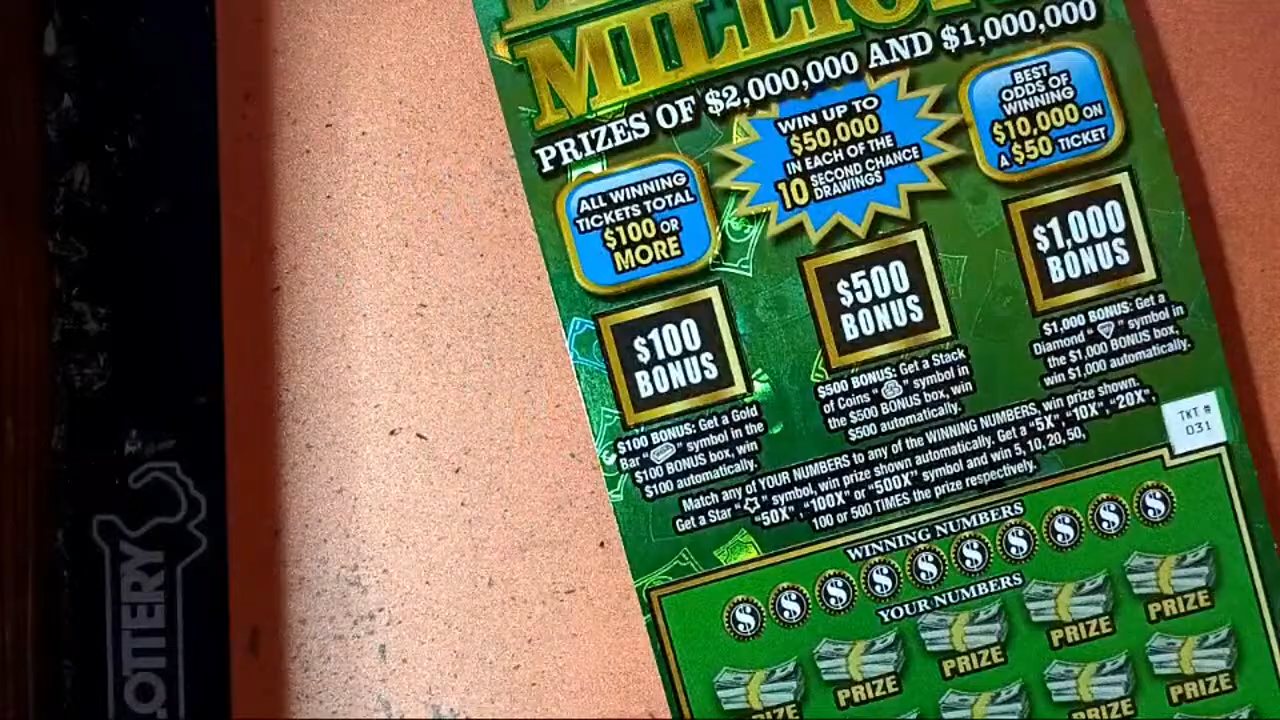 MILLION
PRIZES OF $2,000,000 AND $1,000,000
ALL WINNING
TICKETS TOTAL
$100 OR
MORE
WIN UP TO
$50,000
IN EACH OF THE
10 SECOND CHANCE
DRAWINGS
BEST
ODDS OF
WINNING
$10,000 ON
A $50 TICKET
$100
BONUS
$500
BONUS
$1,000
BONUS
$100 BONUS: Get a Gold
Bar " " symbol in the
$100 BONUS box, win
$100 automatically.
$500 BONUS: Get a Stack
of Coins " " symbol in
the $500 BONUS box, win
$500 automatically.
$1,000 BONUS: Get a
Diamond " " symbol in
the $1,000 BONUS box,
win $1,000 automatically.
Match any of YOUR NUMBERS to any of the WINNING NUMBERS, win prize shown.
Get a Star "☆" symbol, win prize shown automatically. Get a "5X", "10X", "20X",
"50X", "100X" or "500X" symbol and win 5, 10, 20, 50,
100 or 500 TIMES the prize respectively.
TKT #
031
WINNING NUMBERS
$ $ $ $ $ $ $ $ $ $
YOUR NUMBERS
PRIZE
PRIZE
PRIZE
PRIZE
PRIZE
PRIZE
PRIZE
LOTTERY